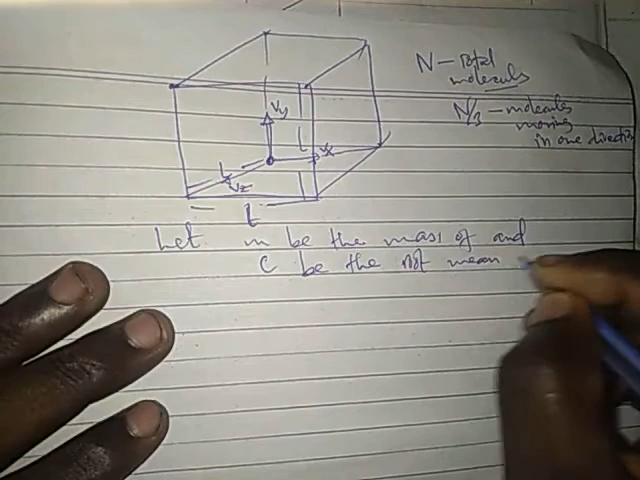 N - total
molecules
N/3 - molecules
moving
in one direction
vy
vx
L
L
vz
l
Let m be the mass of and
C be the rot mean